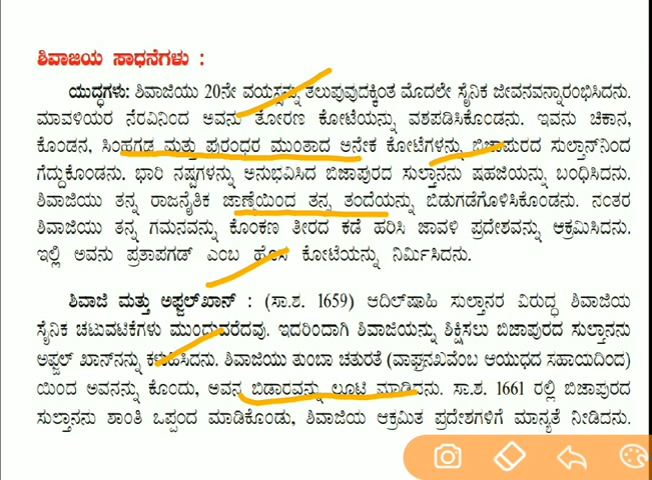 ಶಿವಾಜಿಯ ಸಾಧನೆಗಳು :
ಯುದ್ಧಗಳು: ಶಿವಾಜಿಯು 20ನೇ ವಯಸ್ಸನ್ನು ತಲುಪುವುದಕ್ಕಿಂತ ಮೊದಲೇ ಸೈನಿಕ ಜೀವನವನ್ನಾರಂಭಿಸಿದನು.
ಮಾವಳಿಯರ ನೆರವಿನಿಂದ ಅವನು ತೋರಣ ಕೋಟೆಯನ್ನು ವಶಪಡಿಸಿಕೊಂಡನು. ಇವನು ಚಿಕಾನ,
ಕೊಂಡನ, ಸಿಂಹಗಡ ಮತ್ತು ಪುರಂಧರ ಮುಂತಾದ ಅನೇಕ ಕೋಟೆಗಳನ್ನು ಬಿಜಾಪುರದ ಸುಲ್ತಾನ್‌ನಿಂದ
ಗೆದ್ದುಕೊಂಡನು. ಭಾರಿ ನಷ್ಟಗಳನ್ನು ಅನುಭವಿಸಿದ ಬಿಜಾಪುರದ ಸುಲ್ತಾನನು ಷಹಜಿಯನ್ನು ಬಂಧಿಸಿದನು.
ಶಿವಾಜಿಯು ತನ್ನ ರಾಜನೈತಿಕ ಜಾಣ್ಮೆಯಿಂದ ತನ್ನ ತಂದೆಯನ್ನು ಬಿಡುಗಡೆಗೊಳಿಸಿಕೊಂಡನು. ನಂತರ
ಶಿವಾಜಿಯು ತನ್ನ ಗಮನವನ್ನು ಕೊಂಕಣ ತೀರದ ಕಡೆ ಹರಿಸಿ ಜಾವಳಿ ಪ್ರದೇಶವನ್ನು ಆಕ್ರಮಿಸಿದನು.
ಇಲ್ಲಿ ಅವನು ಪ್ರತಾಪಗಡ್ ಎಂಬ ಹೊಸ ಕೋಟೆಯನ್ನು ನಿರ್ಮಿಸಿದನು.
ಶಿವಾಜಿ ಮತ್ತು ಅಫ್ಜಲ್‌ಖಾನ್ : (ಸಾ.ಶ. 1659) ಆದಿಲ್‌ಷಾಹಿ ಸುಲ್ತಾನರ ವಿರುದ್ಧ ಶಿವಾಜಿಯ
ಸೈನಿಕ ಚಟುವಟಿಕೆಗಳು ಮುಂದುವರೆದವು. ಇದರಿಂದಾಗಿ ಶಿವಾಜಿಯನ್ನು ಶಿಕ್ಷಿಸಲು ಬಿಜಾಪುರದ ಸುಲ್ತಾನನು
ಅಫ್ಜಲ್ ಖಾನ್‌ನನ್ನು ಕಳುಹಿಸಿದನು. ಶಿವಾಜಿಯು ತುಂಬಾ ಚತುರತೆ (ವಾಘ್ರನಖವೆಂಬ ಆಯುಧದ ಸಹಾಯದಿಂದ)
ಯಿಂದ ಅವನನ್ನು ಕೊಂದು, ಅವನ ಬಿಡಾರವನ್ನು ಲೂಟಿ ಮಾಡಿದನು. ಸಾ.ಶ. 1661 ರಲ್ಲಿ ಬಿಜಾಪುರದ
ಸುಲ್ತಾನನು ಶಾಂತಿ ಒಪ್ಪಂದ ಮಾಡಿಕೊಂಡು, ಶಿವಾಜಿಯ ಆಕ್ರಮಿತ ಪ್ರದೇಶಗಳಿಗೆ ಮಾನ್ಯತೆ ನೀಡಿದನು.